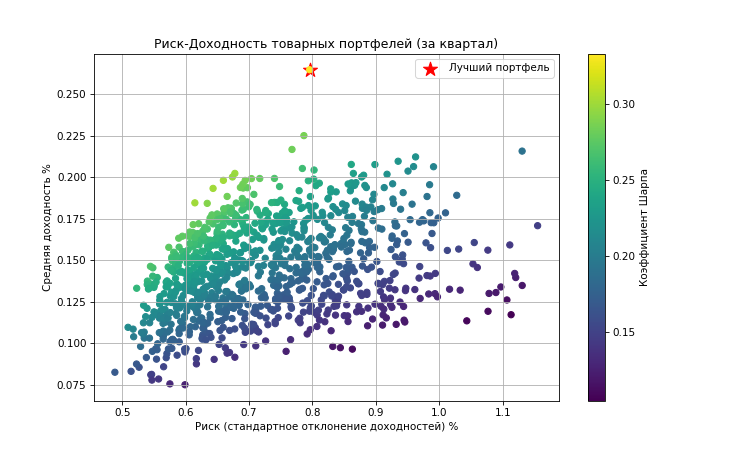 Риск-Доходность товарных портфелей (за квартал)
Лучший портфель
Средняя доходность %
0.250
0.225
0.200
0.175
0.150
0.125
0.100
0.075
0.5 0.6 0.7 0.8 0.9 1.0 1.1
Риск (стандартное отклонение доходностей) %
0.30
0.25
0.20
0.15
Коэффициент Шарпа